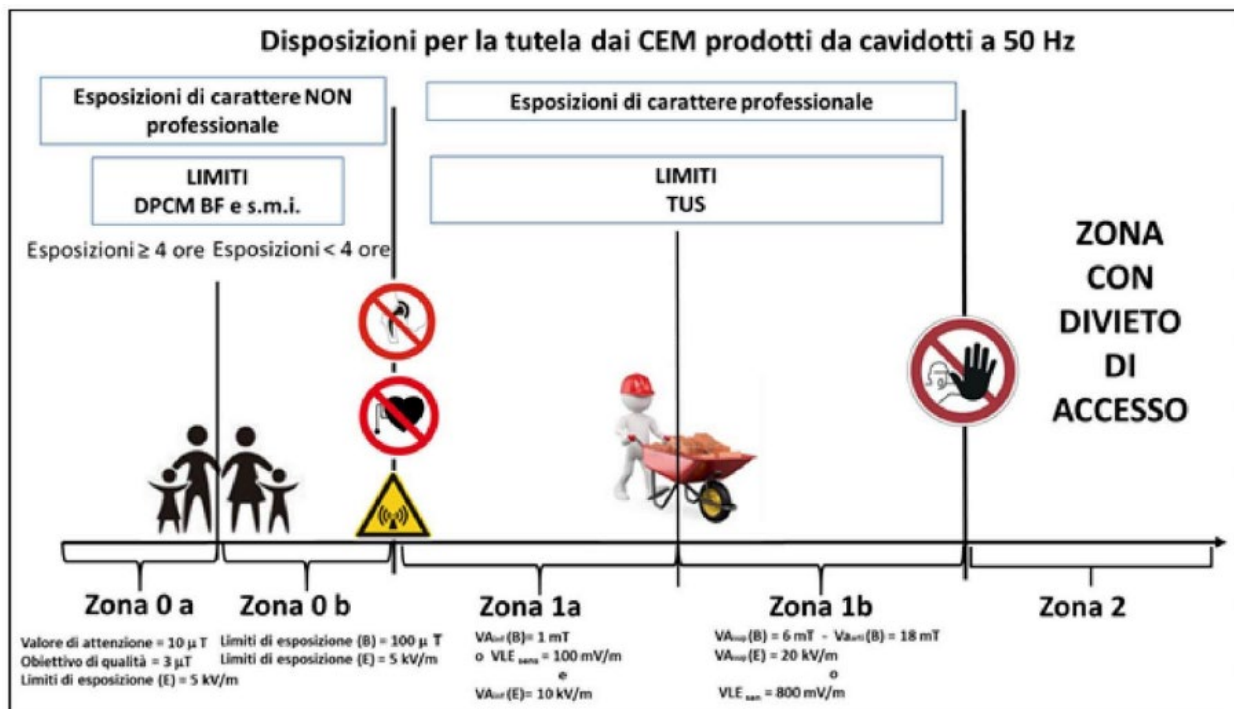 Disposizioni per la tutela dai CEM prodotti da cavidotti a 50 Hz
Esposizioni di carattere NON
professionale
Esposizioni di carattere professionale
LIMITI
DPCM BF e s.m.i.
LIMITI
TUS
Esposizioni ≥ 4 ore
Esposizioni < 4 ore
ZONA
CON
DIVIETO
DI
ACCESSO
Zona 0 a
Valore di attenzione = 10 μ T
Obiettivo di qualità = 3 μT
Limiti di esposizione (E) = 5 kV/m
Zona 0 b
Limiti di esposizione (B) = 100 μ T
Limiti di esposizione (E) = 5 kV/m
Zona 1a
VAinf(B)= 1 mT
o VLE sens = 100 mV/m
e
VAinf(E)= 10 kV/m
Zona 1b
VAsup(B) = 6 mT - Vaarti(B) = 18 mT
VAsup(E) = 20 kV/m
o
VLE san = 800 mV/m
Zona 2